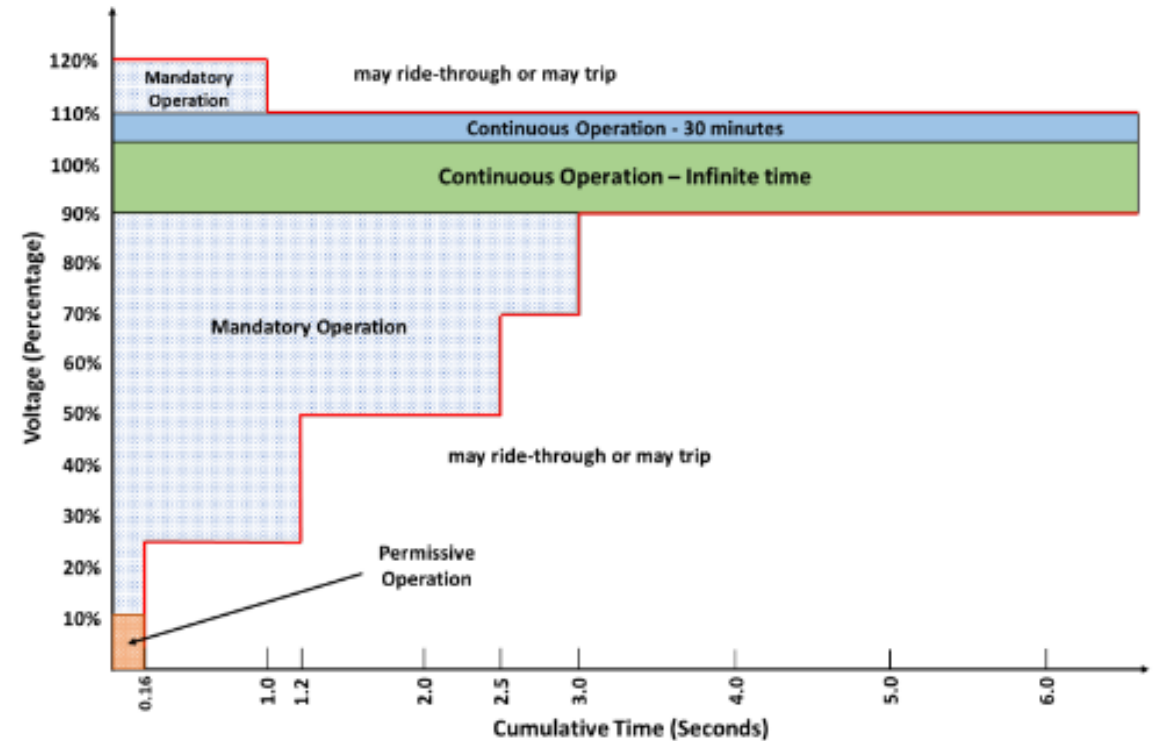 120%
Mandatory
Operation
may ride-through or may trip
110%
Continuous Operation - 30 minutes
100%
Continuous Operation – Infinite time
90%
80%
70%
Mandatory Operation
60%
50%
40%
may ride-through or may trip
30%
Permissive
Operation
20%
10%
Voltage (Percentage)
0.16
1.0
1.2
2.0
2.5
3.0
4.0
5.0
6.0
Cumulative Time (Seconds)